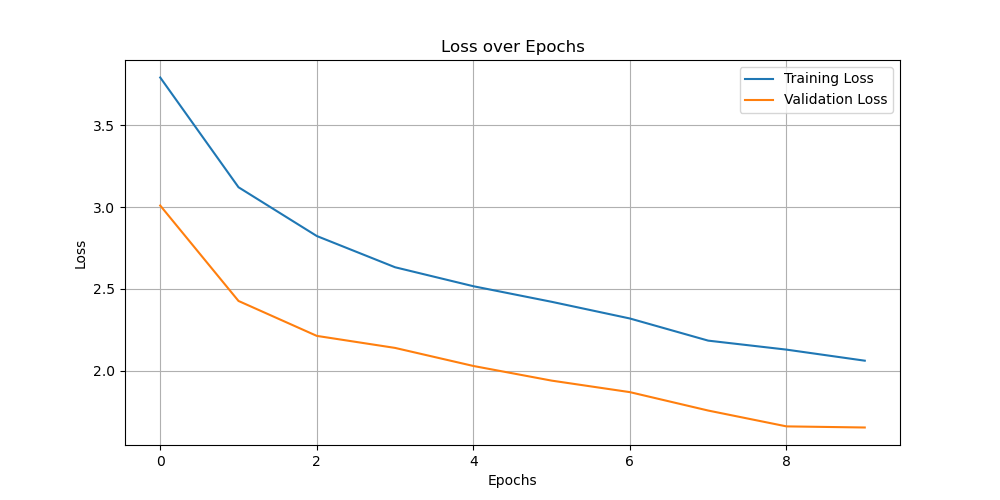 Loss over Epochs
Training Loss
Validation Loss
3.5
3.0
2.5
2.0
Loss
0 2 4 6 8
Epochs